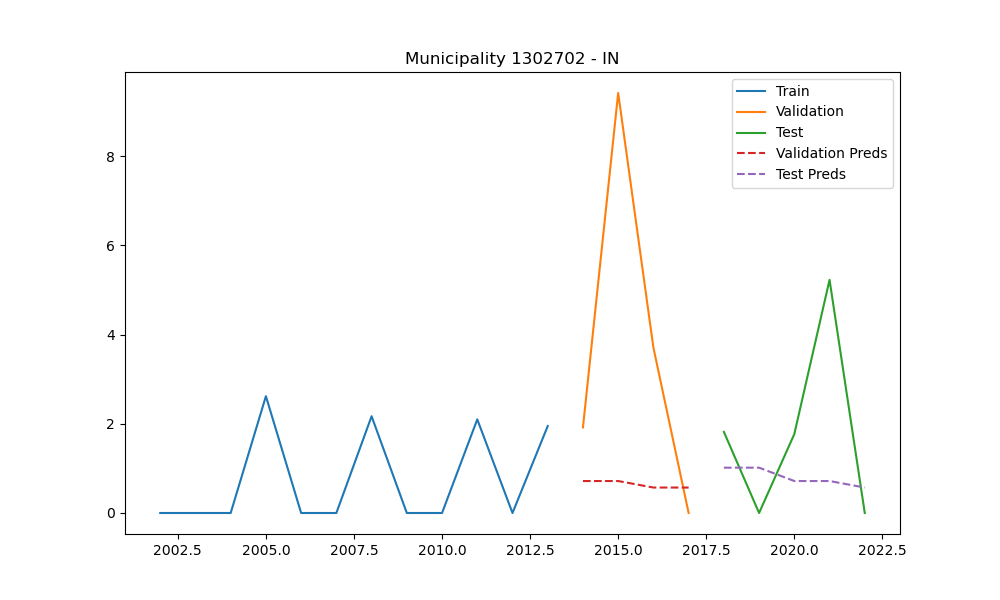 Municipality 1302702 - IN
Train
Validation
Test
Validation Preds
Test Preds
8
6
4
2
0
2002.5 2005.0 2007.5 2010.0 2012.5 2015.0 2017.5 2020.0 2022.5